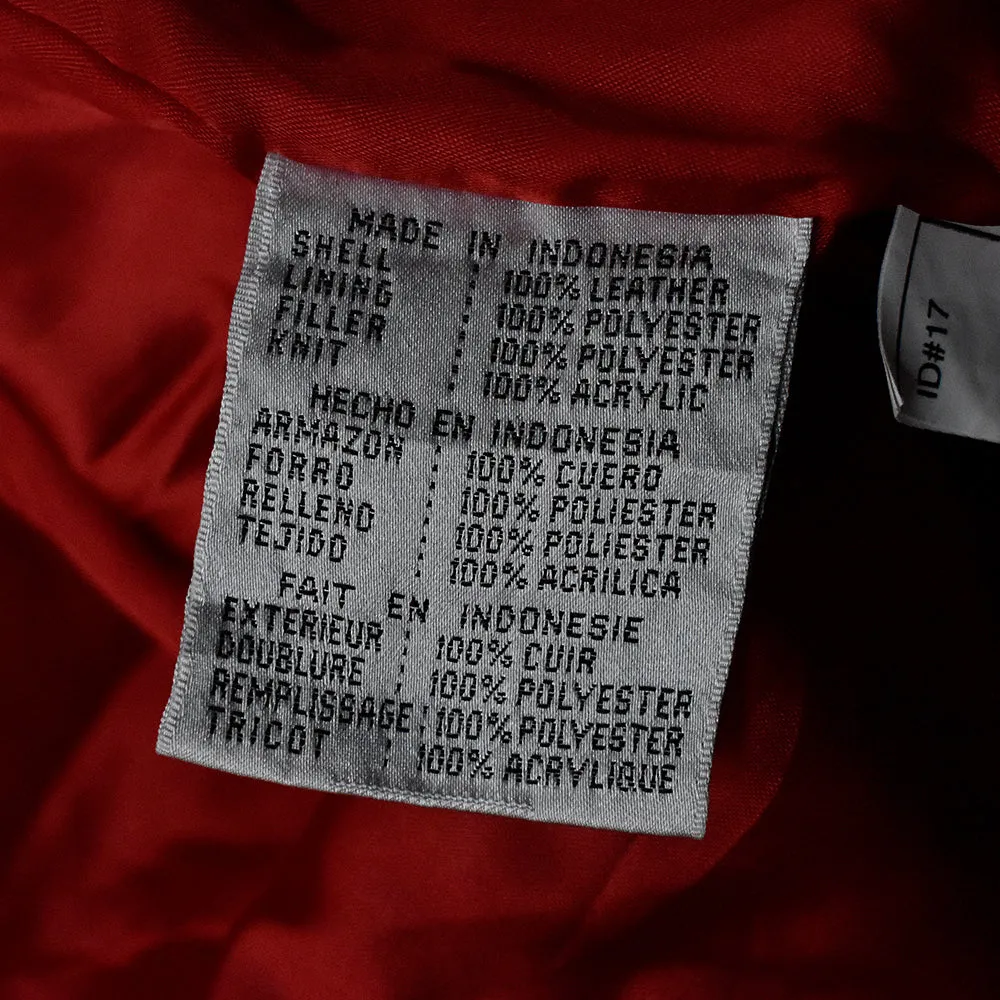 MADE IN INDONESIA
SHELL : 100% LEATHER
LINING : 100% POLYESTER
FILLER : 100% POLYESTER
KNIT : 100% ACRYLIC
HECHO EN INDONESIA
ARMAZON : 100% CUERO
FORRO : 100% POLIESTER
RELLENO : 100% POLIESTER
TEJIDO : 100% ACRILICA
FAIT EN INDONESIE
EXTERIEUR : 100% CUIR
DOUBLURE : 100% POLYESTER
REMPLISSAGE : 100% POLYESTER
TRICOT : 100% ACRYLIQUE
ID#17